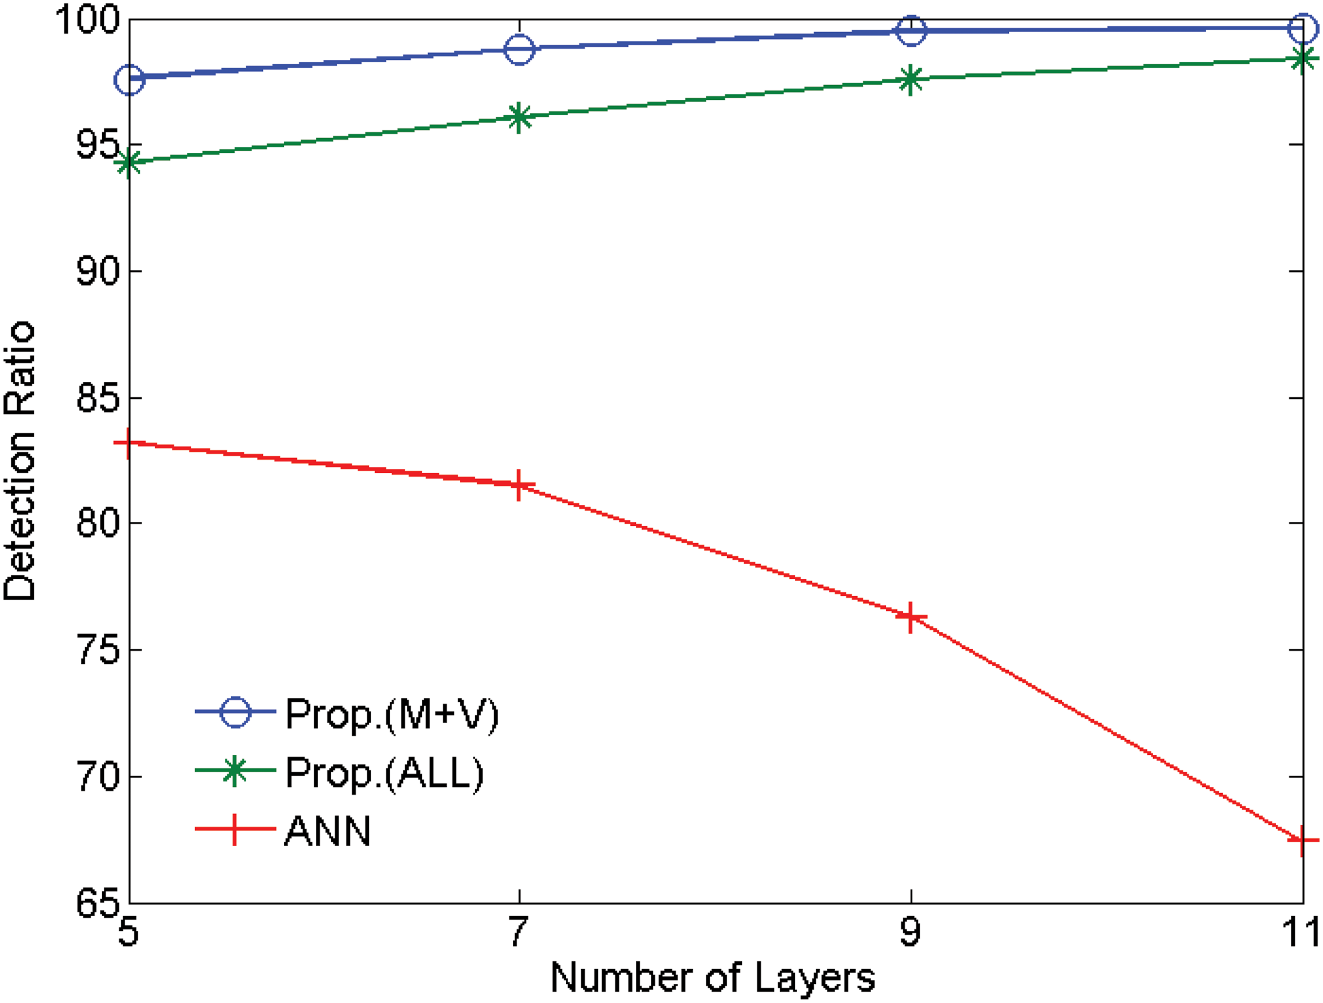 100
95
90
85
80
75
70
65
Detection Ratio
Prop.(M+V)
Prop.(ALL)
ANN
5 7 9 11
Number of Layers